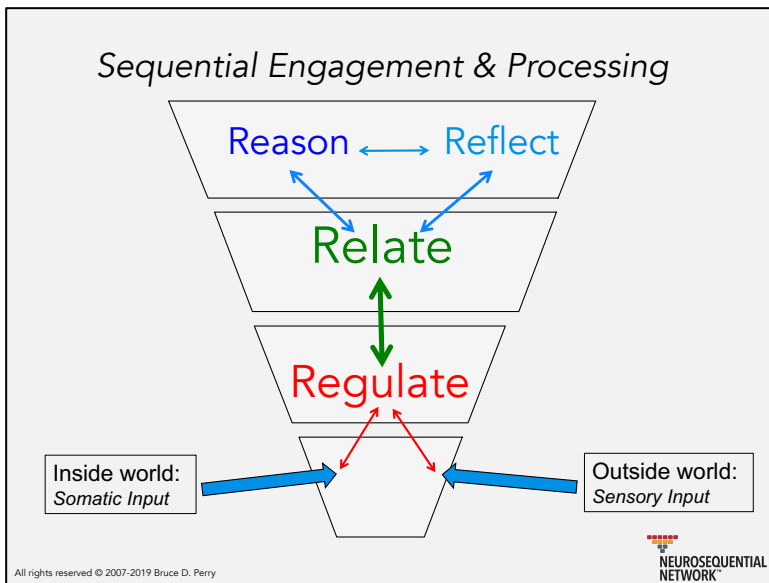 Sequential Engagement & Processing
Reason
Reflect
Relate
Regulate
Inside world:
Somatic Input
Outside world:
Sensory Input
All rights reserved © 2007-2019 Bruce D. Perry
NEUROSEQUENTIAL
NETWORK™